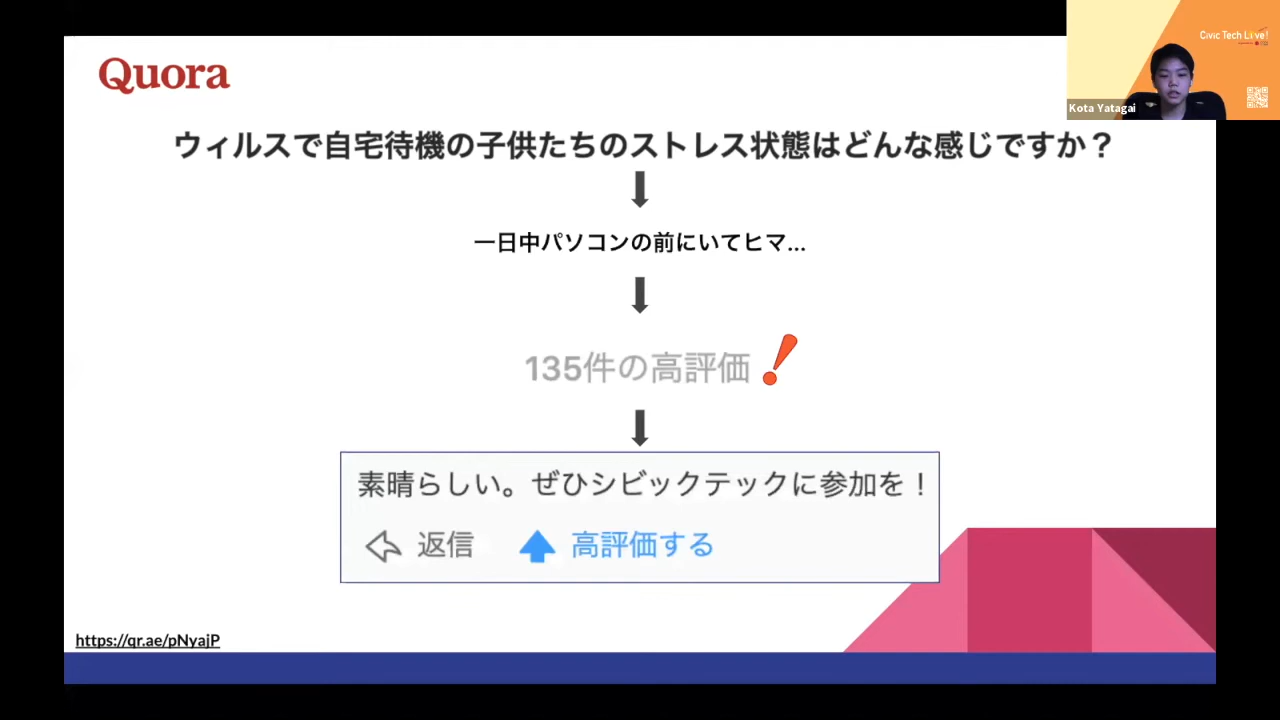 Quora
Civic Tech Live!
Kota Yatagai
ウィルスで自宅待機の子供たちのストレス状態はどんな感じですか？
一日中パソコンの前にいてヒマ...
135件の高評価
素晴らしい。ぜひシビックテックに参加を！
返信 高評価する
https://qr.ae/pNyajP